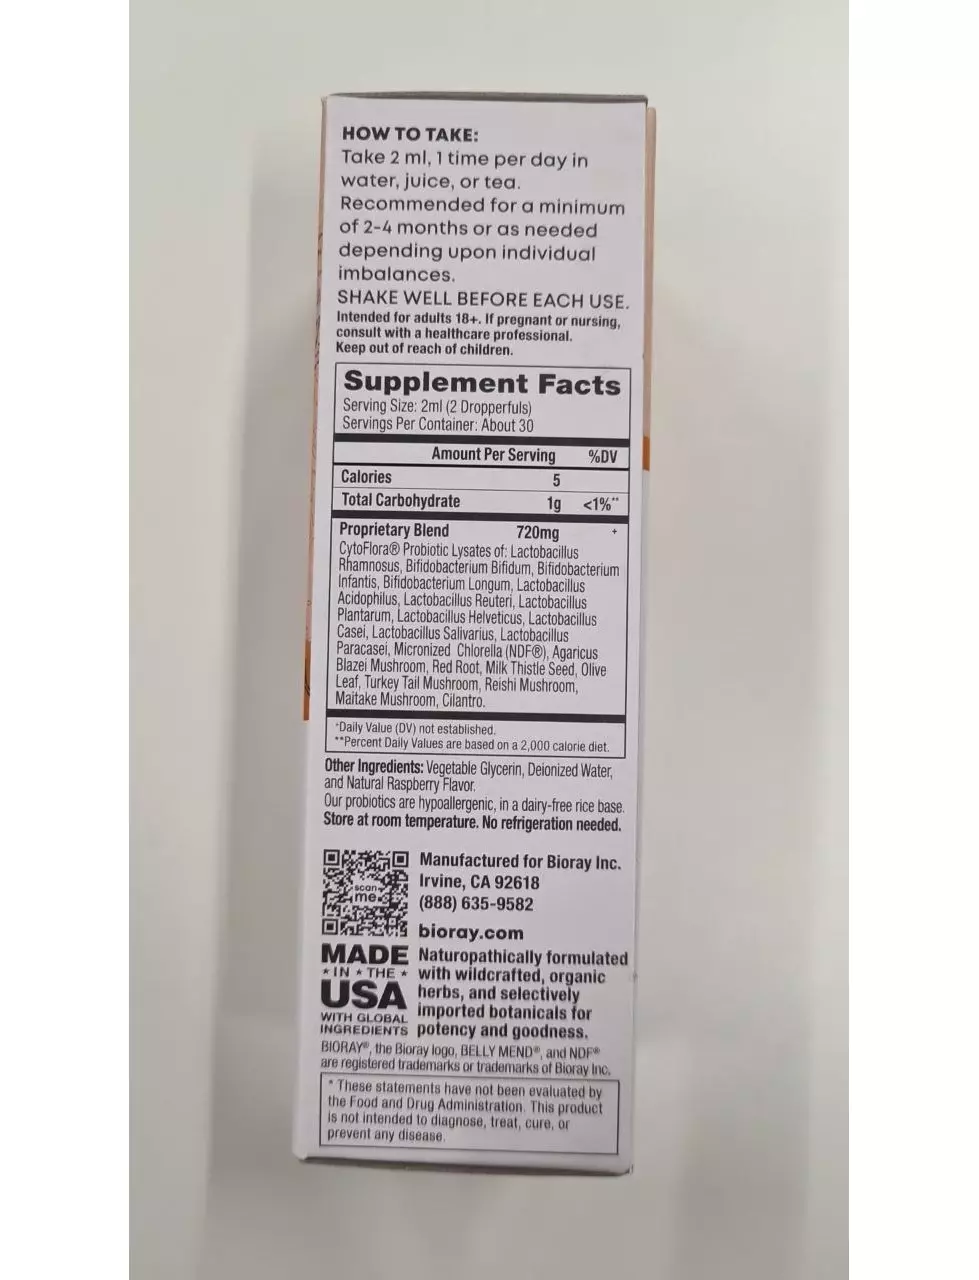 HOW TO TAKE:
Take 2 ml, 1 time per day in
water, juice, or tea.
Recommended for a minimum
of 2-4 months or as needed
depending upon individual
imbalances.
SHAKE WELL BEFORE EACH USE.
Intended for adults 18+. If pregnant or nursing,
consult with a healthcare professional.
Keep out of reach of children.
Supplement Facts
Serving Size: 2ml (2 Dropperfuls)
Servings Per Container: About 30
Amount Per Serving %DV
Calories 5
Total Carbohydrate 1g <1%**
Proprietary Blend 720mg +
CytoFlora® Probiotic Lysates of: Lactobacillus
Rhamnosus, Bifidobacterium Bifidum, Bifidobacterium
Infantis, Bifidobacterium Longum, Lactobacillus
Acidophilus, Lactobacillus Reuteri, Lactobacillus
Plantarum, Lactobacillus Helveticus, Lactobacillus
Casei, Lactobacillus Salivarius, Lactobacillus
Paracasei, Micronized Chlorella (NDF®), Agaricus
Blazei Mushroom, Red Root, Milk Thistle Seed, Olive
Leaf, Turkey Tail Mushroom, Reishi Mushroom,
Maitake Mushroom, Cilantro.
+Daily Value (DV) not established.
**Percent Daily Values are based on a 2,000 calorie diet.
Other Ingredients: Vegetable Glycerin, Deionized Water,
and Natural Raspberry Flavor.
Our probiotics are hypoallergenic, in a dairy-free rice base.
Store at room temperature. No refrigeration needed.
scan
me
Manufactured for Bioray Inc.
Irvine, CA 92618
(888) 635-9582
bioray.com
MADE
★ IN ★ THE ★
USA
WITH GLOBAL
INGREDIENTS
Naturopathically formulated
with wildcrafted, organic
herbs, and selectively
imported botanicals for
potency and goodness.
BIORAY®, the Bioray logo, BELLY MEND®, and NDF®
are registered trademarks or trademarks of Bioray Inc.
* These statements have not been evaluated by
the Food and Drug Administration. This product
is not intended to diagnose, treat, cure, or
prevent any disease.